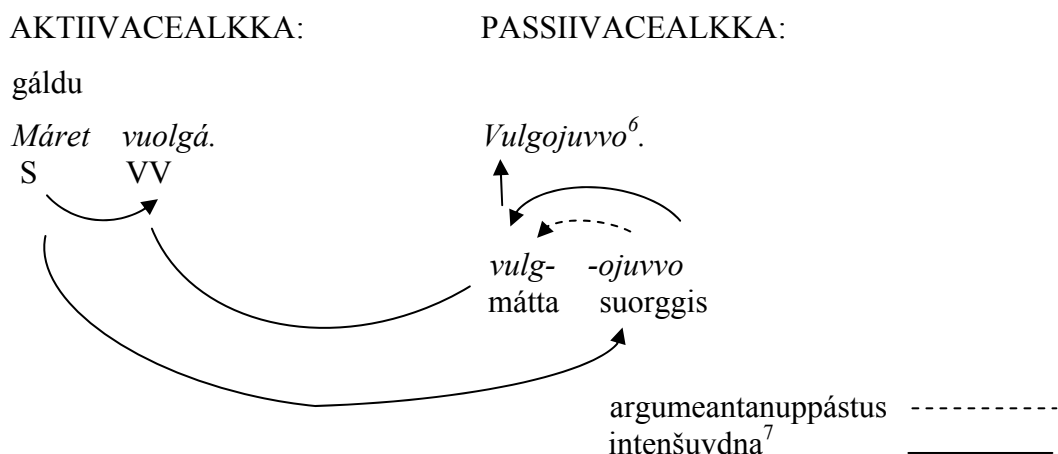 AKTIIVACEALKKA: PASSIIVACEALKKA:
gáldu
Máret vuolgá. Vulgojuvvo6.
S VV
vulg- -ojuvvo
mátta suorggis
argumeantanuppástus
intenšuvdna7